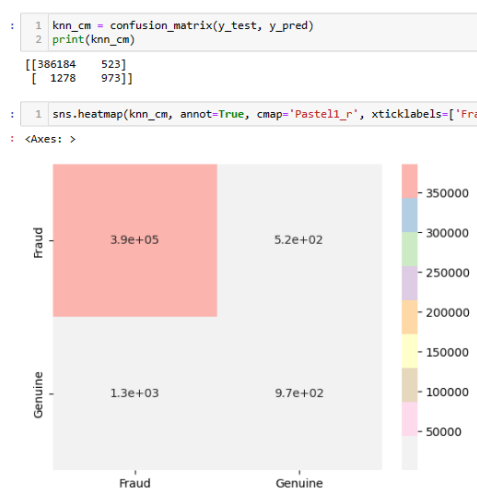 : 1 knn_cm = confusion_matrix(y_test, y_pred)
2 print(knn_cm)
[[386184 523]
[ 1278 973]]
: 1 sns.heatmap(knn_cm, annot=True, cmap='Pastel1_r', xticklabels=['Fra
: <Axes: >
350000
Fraud 3.9e+05 5.2e+02
300000
250000
200000
150000
Genuine 1.3e+03 9.7e+02
100000
50000
Fraud Genuine